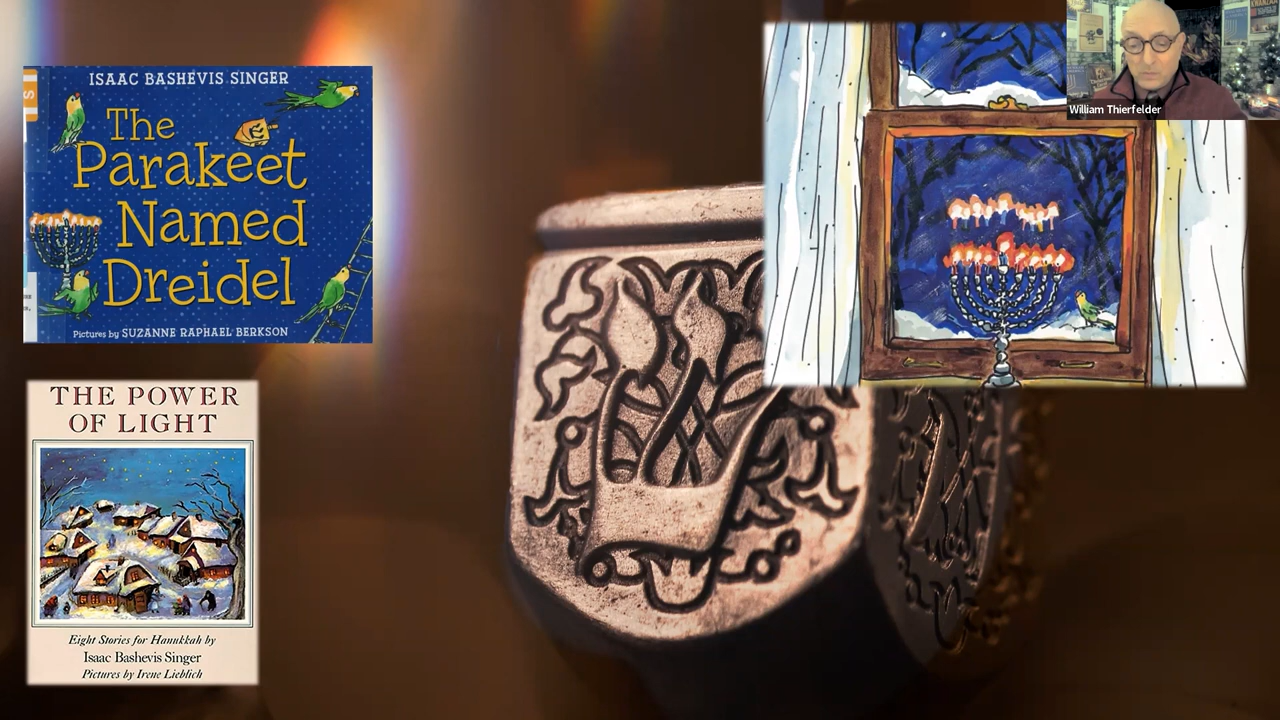 ISAAC BASHEVIS SINGER
The
Parakeet
Named
Dreidel
Pictures by SUZANNE RAPHAEL BERKSON
S
THE POWER
OF LIGHT
Eight Stories for Hanukkah by
Isaac Bashevis Singer
Pictures by Irene Lieblich
KWANZAA
William Thierfelder